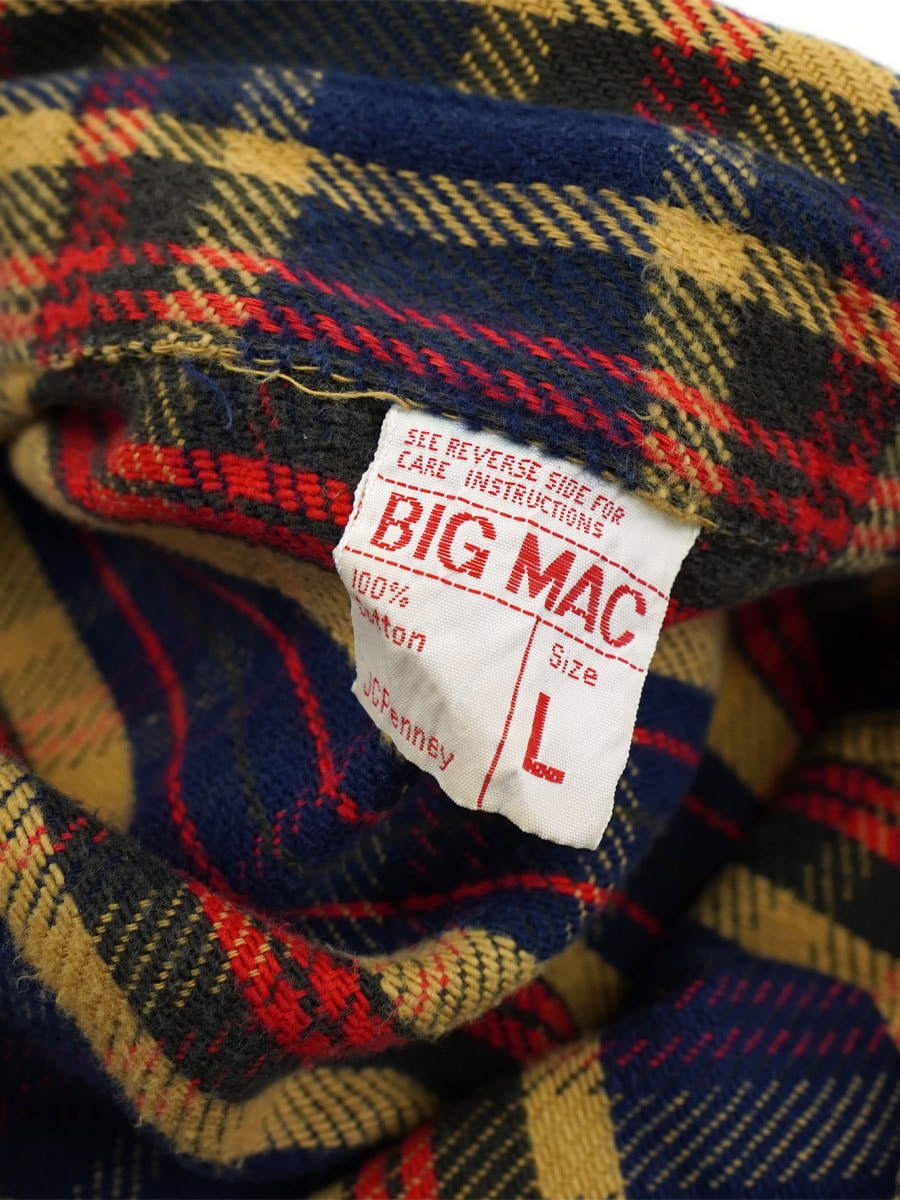 SEE REVERSE SIDE FOR
CARE INSTRUCTIONS
BIG MAC
100%
Cotton
JCPenney
Size
L